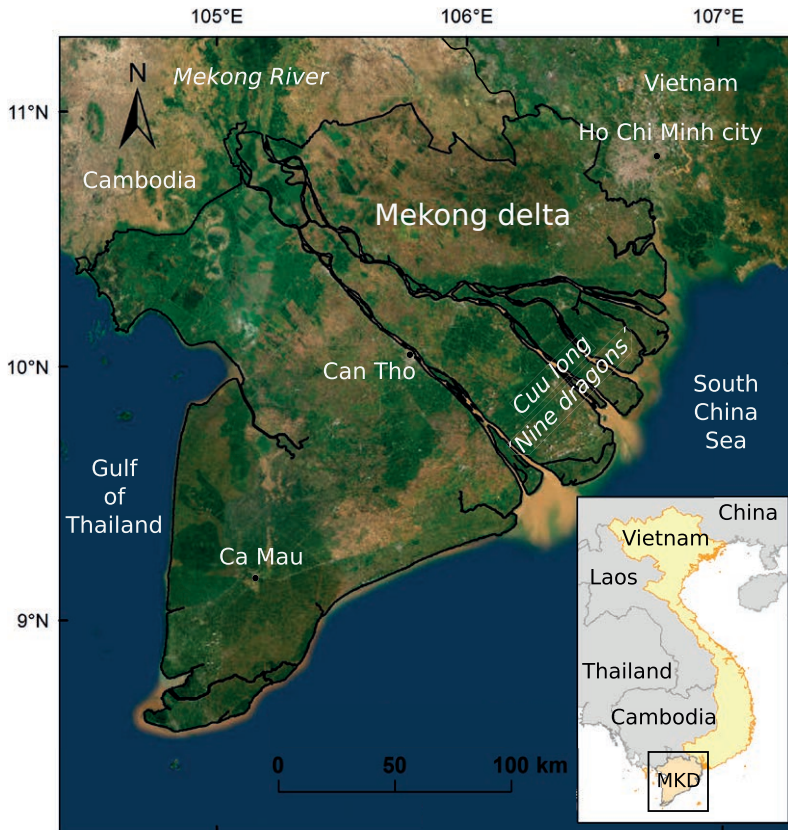 105°E
106°E
107°E
N
Mekong River
Vietnam
11°N
Ho Chi Minh city
Cambodia
Mekong delta
10°N
Can Tho
Cuu long
‘Nine dragons’
South
China
Sea
Gulf
of
Thailand
Ca Mau
9°N
0
50
100 km
China
Vietnam
Laos
Thailand
Cambodia
MKD